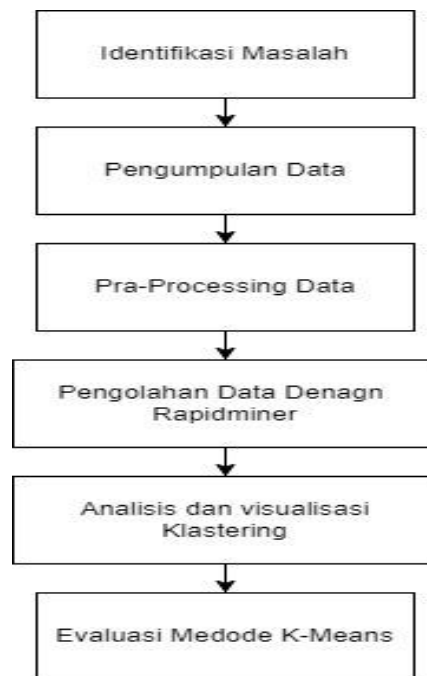 Identifikasi Masalah
Pengumpulan Data
Pra-Processing Data
Pengolahan Data Denagn
Rapidminer
Analisis dan visualisasi
Klastering
Evaluasi Medode K-Means